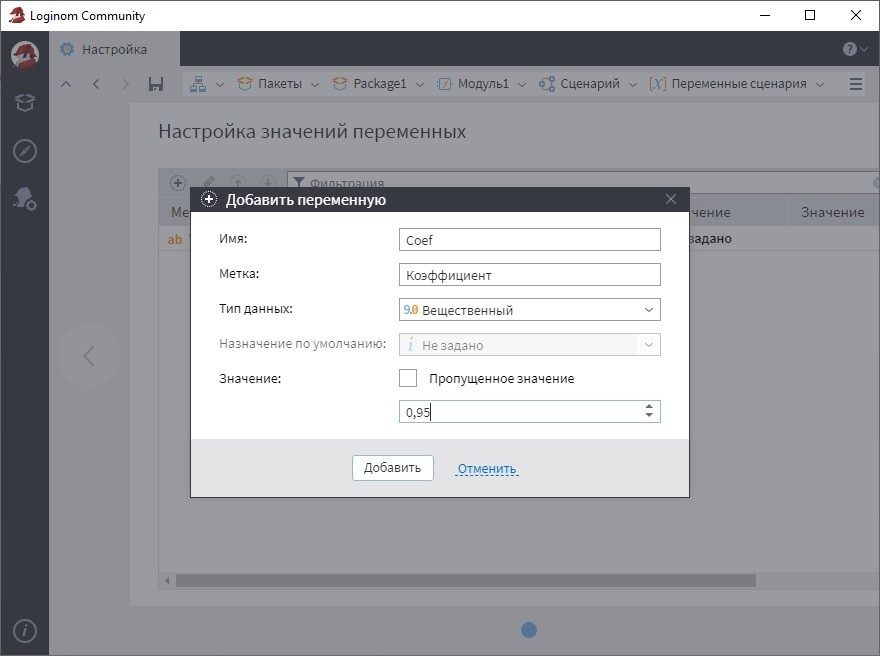 Loginom Community
Настройка
Пакеты Package1 Модуль1 Сценарий [X] Переменные сценария
Настройка значений переменных
Фильтрация
Значение
ab задано
Добавить переменную
Имя: Coef
Метка: Коэффициент
Тип данных: 9.0 Вещественный
Назначение по умолчанию: i Не задано
Значение: Пропущенное значение
0,95
Добавить Отменить